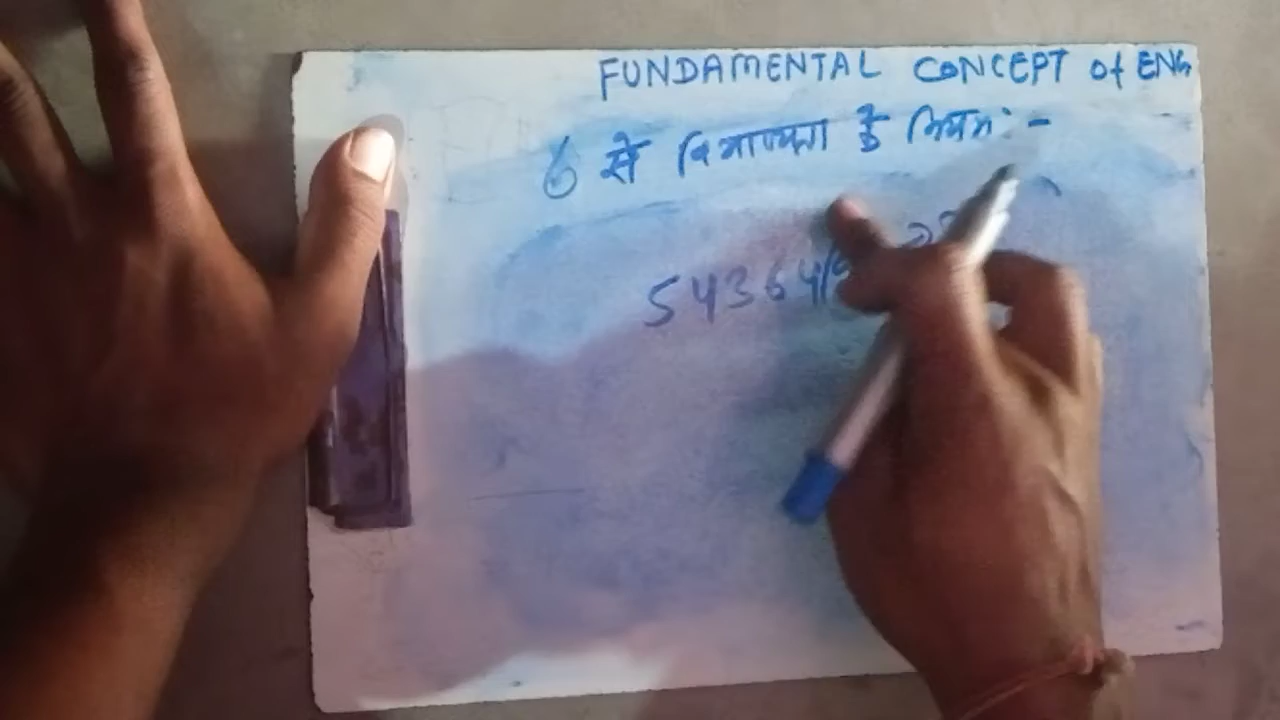 FUNDAMENTAL CONCEPT of ENG
6 से विभाज्यता के नियम :-
54364